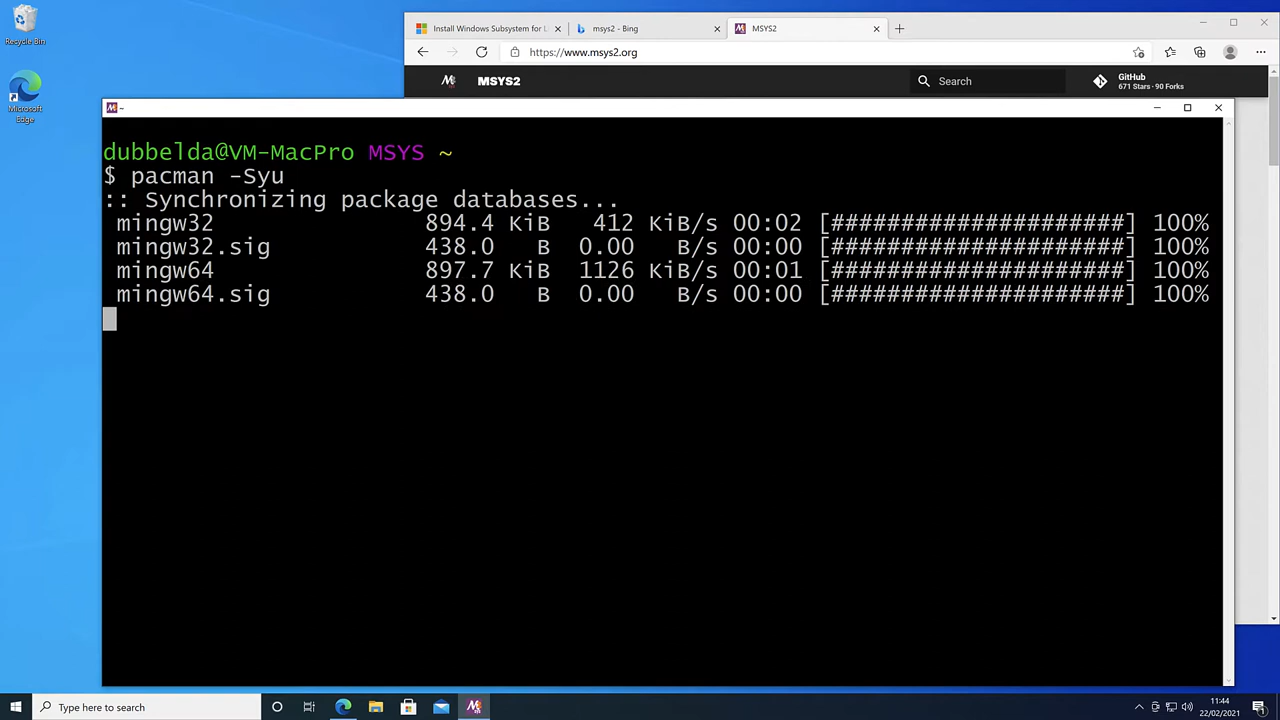 Recycle Bin
Microsoft
Edge
Install Windows Subsystem for L
msys2 - Bing
MSYS2
https://www.msys2.org
MSYS2
Search
GitHub
671 Stars · 90 Forks
~
dubbelda@VM-MacPro MSYS ~
$ pacman -Syu
:: Synchronizing package databases...
mingw32 894.4 KiB 412 KiB/s 00:02 [#####################] 100%
mingw32.sig 438.0 B 0.00 B/s 00:00 [#####################] 100%
mingw64 897.7 KiB 1126 KiB/s 00:01 [#####################] 100%
mingw64.sig 438.0 B 0.00 B/s 00:00 [#####################] 100%
Type here to search
11:44
22/02/2021
1